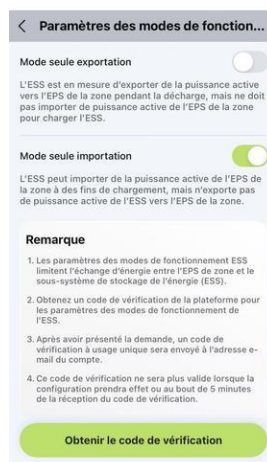 Paramètres des modes de fonction...
Mode seule exportation
L'ESS est en mesure d'exporter de la puissance active
vers l'EPS de la zone pendant la décharge, mais ne doit
pas importer de puissance active de l'EPS de la zone
pour charger l'ESS.
Mode seule importation
L'ESS peut importer de la puissance active de l'EPS de
la zone à des fins de chargement, mais n'exporte pas
de puissance active de l'ESS vers l'EPS de la zone.
Remarque
1. Les paramètres des modes de fonctionnement ESS
limitent l'échange d'énergie entre l'EPS de zone et le
sous-système de stockage de l'énergie (ESS).
2. Obtenez un code de vérification de la plateforme pour
les paramètres des modes de fonctionnement de
l'ESS.
3. Après avoir présenté la demande, un code de
vérification à usage unique sera envoyé à l'adresse e-
mail du compte.
4. Ce code de vérification ne sera plus valide lorsque la
configuration prendra effet ou au bout de 5 minutes
de la réception du code de vérification.
Obtenir le code de vérification